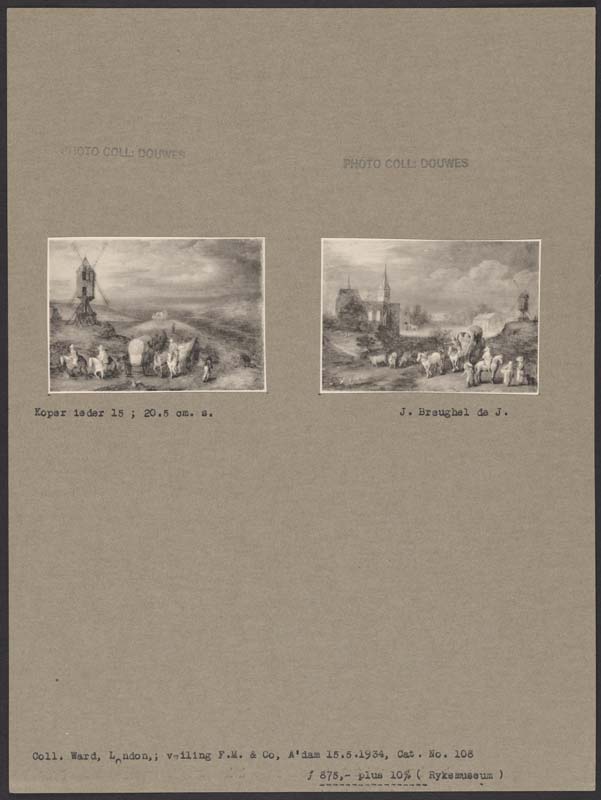 PHOTO COLL: DOUWES
PHOTO COLL: DOUWES
Koper ieder 15 ; 20.5 cm. s.
J. Breughel de J.
Coll. Ward, London,; veiling F.M. & Co, A'dam 15.5.1934, Cat. No. 108
ƒ 875,- plus 10% ( Ryksmuseum )